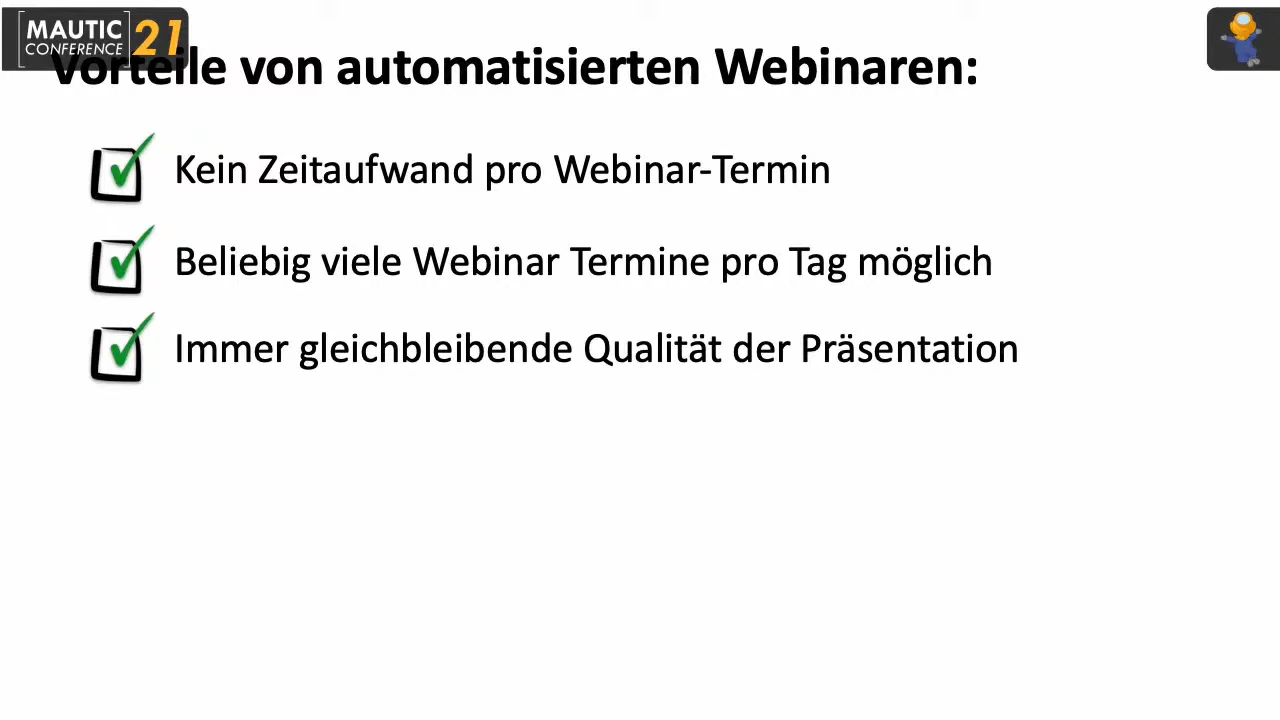 MAUTIC
CONFERENCE
21
Vorteile von automatisierten Webinaren:
Kein Zeitaufwand pro Webinar-Termin
Beliebig viele Webinar Termine pro Tag möglich
Immer gleichbleibende Qualität der Präsentation